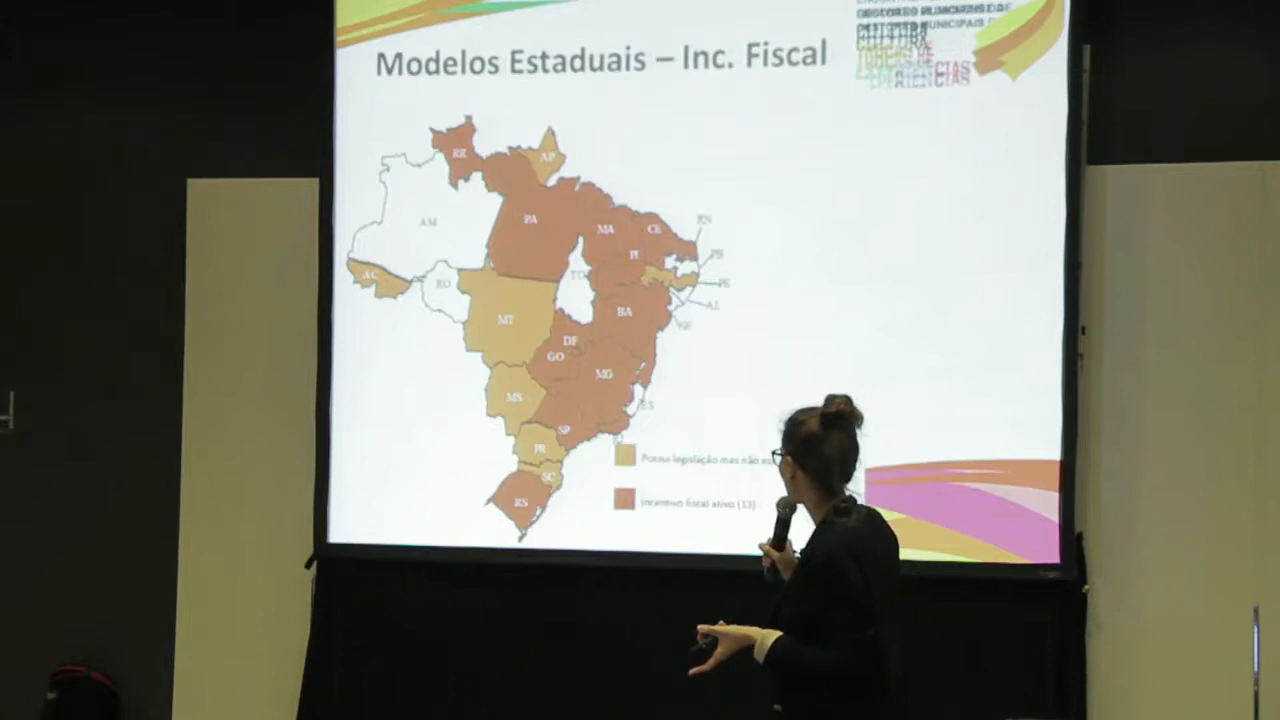 Modelos Estaduais – Inc. Fiscal
RR
AP
AM
PA
MA
CE
RN
PI
PB
AC
RO
TO
PE
AL
MT
BA
SE
DF
GO
MG
MS
ES
SP
PR
SC
RS
Possui legislação mas não
Incentivo fiscal ativo (13)